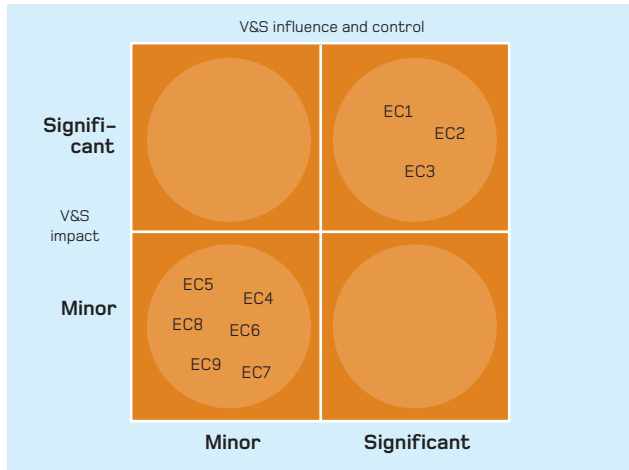 V&S influence and control
Signifi-
cant
EC1
EC2
EC3
V&S
impact
Minor
EC5
EC4
EC8
EC6
EC9
EC7
Minor
Significant